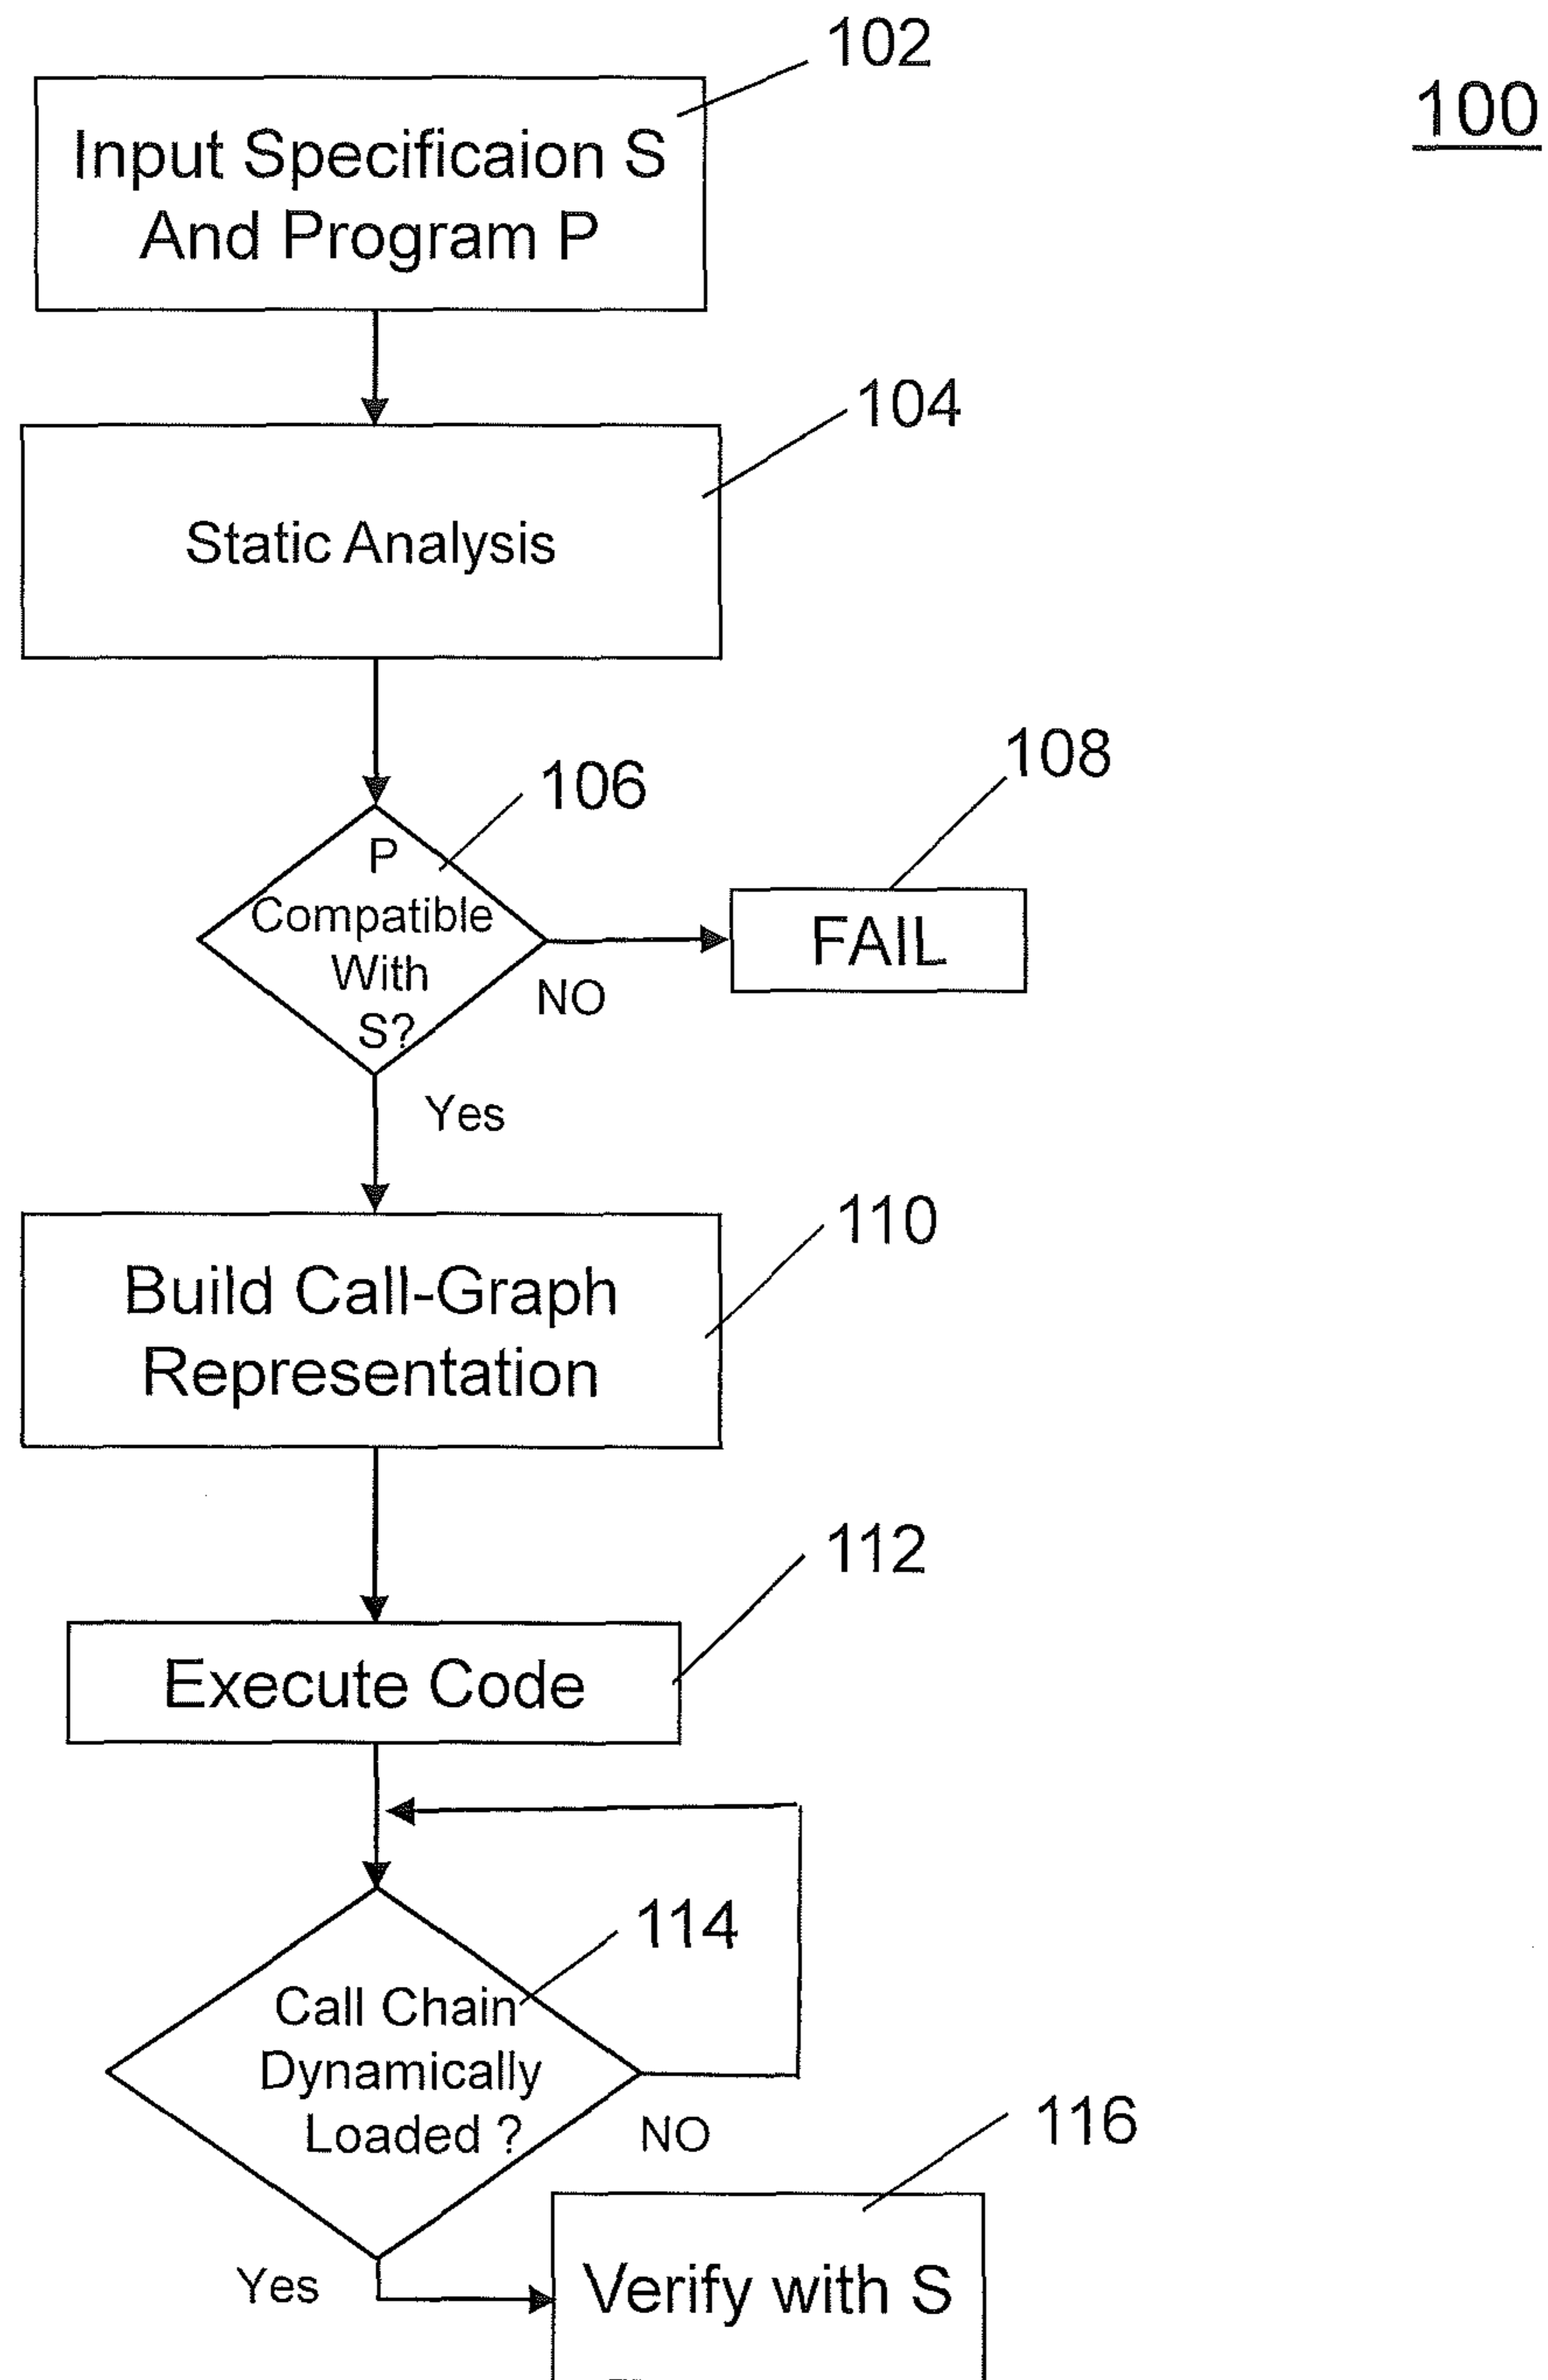 102
100
Input Specificaion S
And Program P
104
Static Analysis
106
108
P
Compatible
With
S?
FAIL
NO
Yes
110
Build Call-Graph
Representation
112
Execute Code
114
Call Chain
Dynamically
Loaded ?
NO
116
Yes
Verify with S